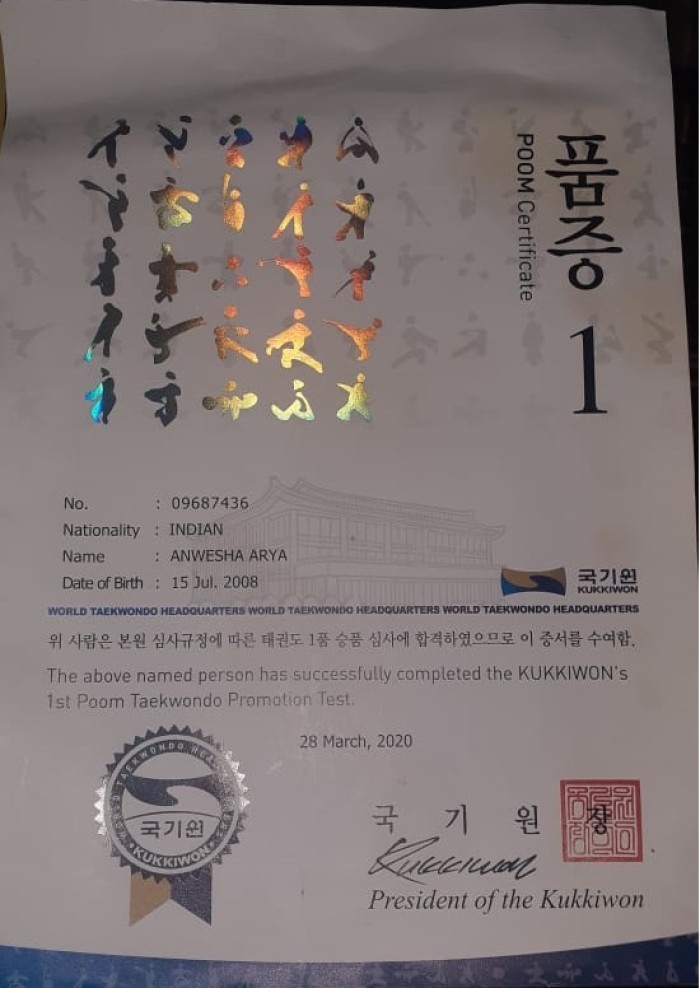 품증
POOM Certificate
1
No. : 09687436
Nationality : INDIAN
Name : ANWESHA ARYA
Date of Birth : 15 Jul. 2008
국기원
KUKKIWON
WORLD TAEKWONDO HEADQUARTERS WORLD TAEKWONDO HEADQUARTERS WORLD TAEKWONDO HEADQUARTERS
위 사람은 본원 심사규정에 따른 태권도 1품 승품 심사에 합격하였으므로 이 증서를 수여함.
The above named person has successfully completed the KUKKIWON's
1st Poom Taekwondo Promotion Test.
28 March, 2020
WORLD TAEKWONDO HEADQUARTERS
국기원
KUKKIWON
국 기 원 장
Kukkiwon
President of the Kukkiwon